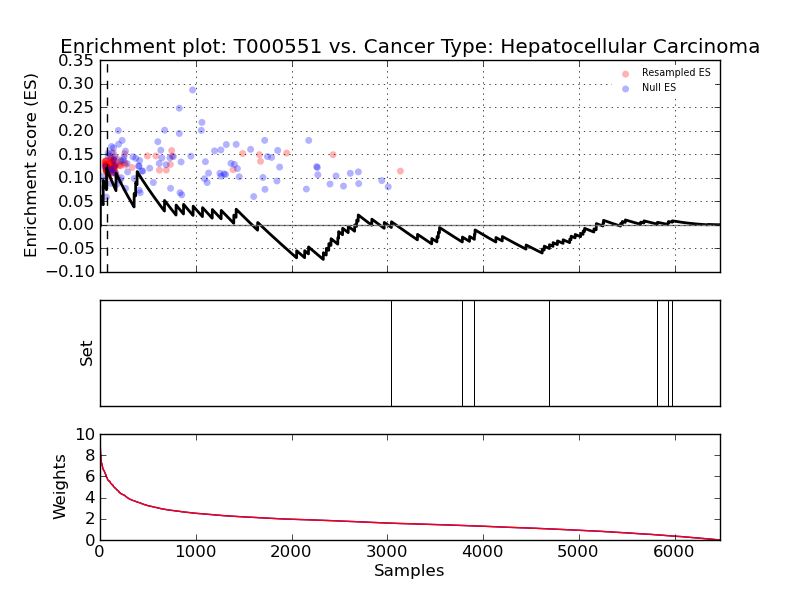 Enrichment plot: T000551 vs. Cancer Type: Hepatocellular Carcinoma
Enrichment score (ES)
0.35
0.30
0.25
0.20
0.15
0.10
0.05
0.00
−0.05
−0.10
Resampled ES
Null ES
Set
Weights
10
8
6
4
2
0
0 1000 2000 3000 4000 5000 6000
Samples